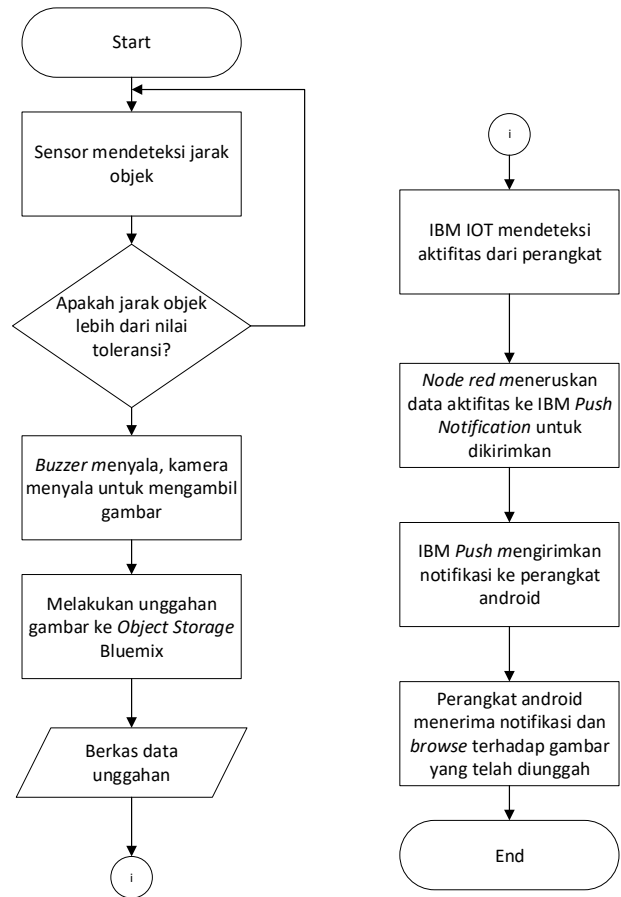 Start
Sensor mendeteksi jarak
objek
Apakah jarak objek
lebih dari nilai
toleransi?
Buzzer menyala, kamera
menyala untuk mengambil
gambar
Melakukan unggahan
gambar ke Object Storage
Bluemix
Berkas data
unggahan
i
i
IBM IOT mendeteksi
aktifitas dari perangkat
Node red meneruskan
data aktifitas ke IBM Push
Notification untuk
dikirimkan
IBM Push mengirimkan
notifikasi ke perangkat
android
Perangkat android
menerima notifikasi dan
browse terhadap gambar
yang telah diunggah
End